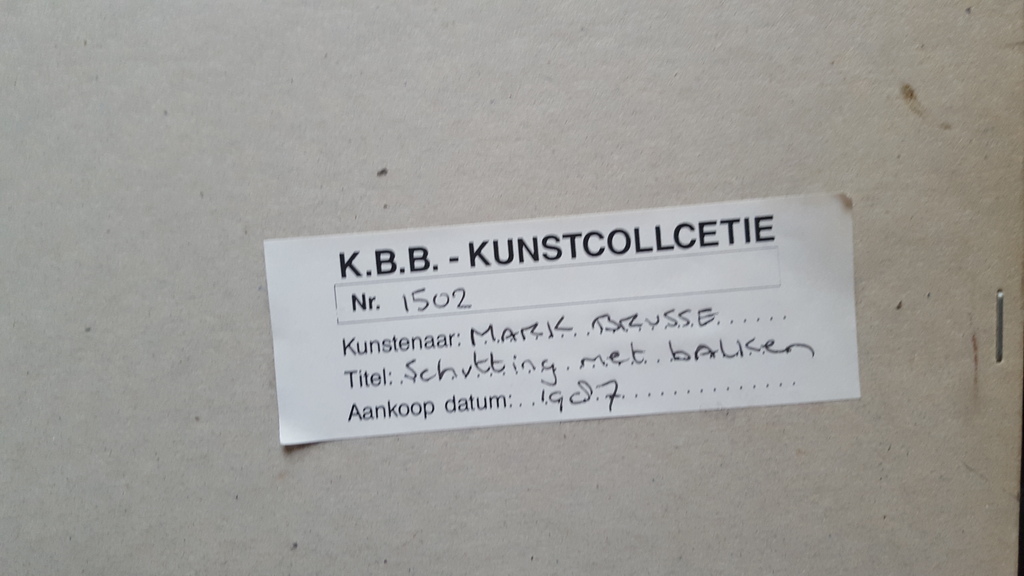 K.B.B. - KUNSTCOLLCETIE
Nr. 1502
Kunstenaar: MARK BRUSSE
Titel: Schutting met balken
Aankoop datum: 1987